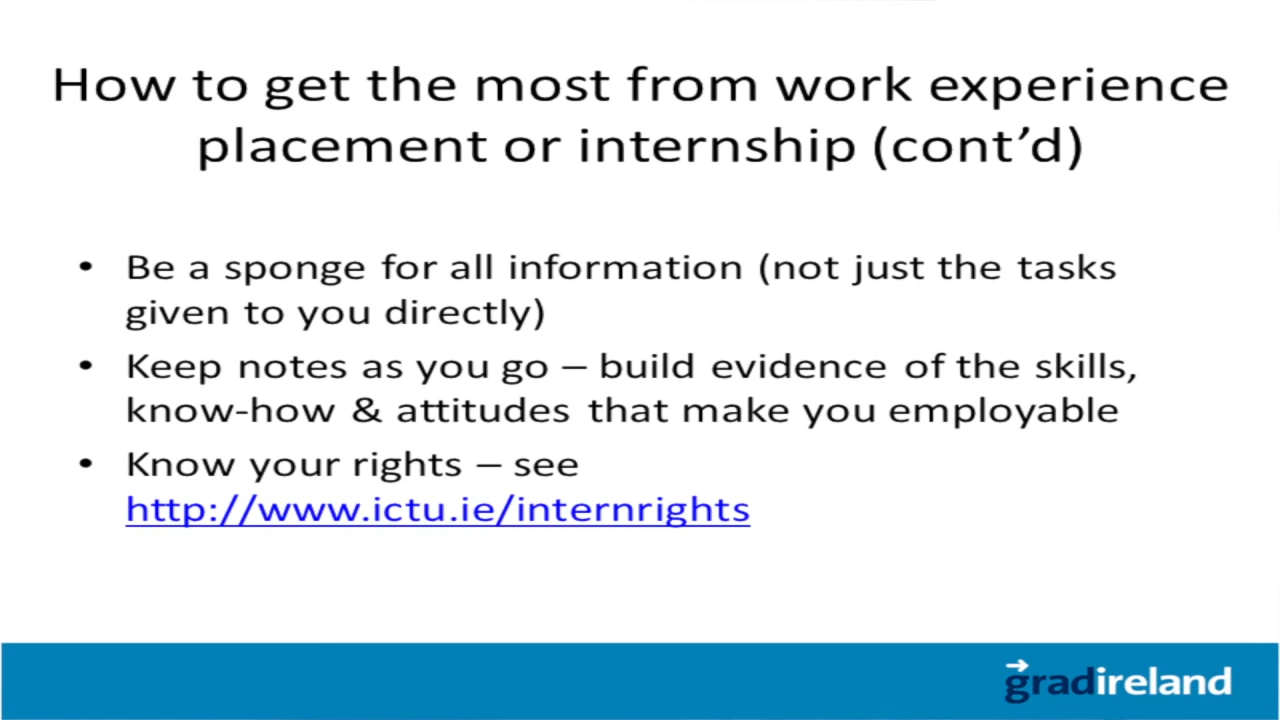 How to get the most from work experience
placement or internship (cont’d)
• Be a sponge for all information (not just the tasks
given to you directly)
• Keep notes as you go – build evidence of the skills,
know-how & attitudes that make you employable
• Know your rights – see
http://www.ictu.ie/internrights
gradireland